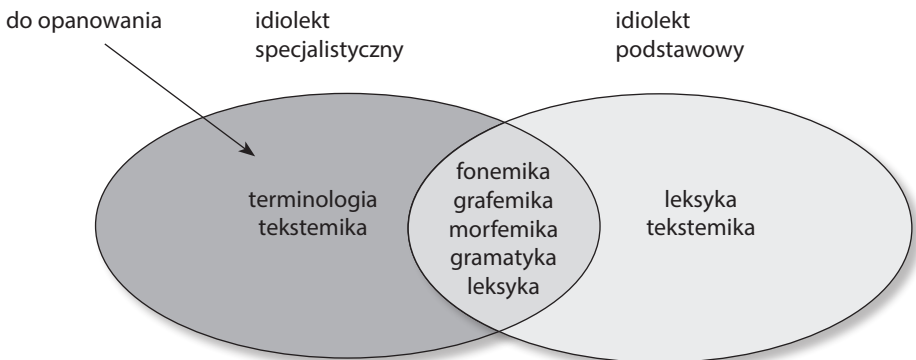 do opanowania
idiolekt
specjalistyczny
idiolekt
podstawowy
terminologia
tekstemika
fonemika
grafemika
morfemika
gramatyka
leksyka
leksyka
tekstemika